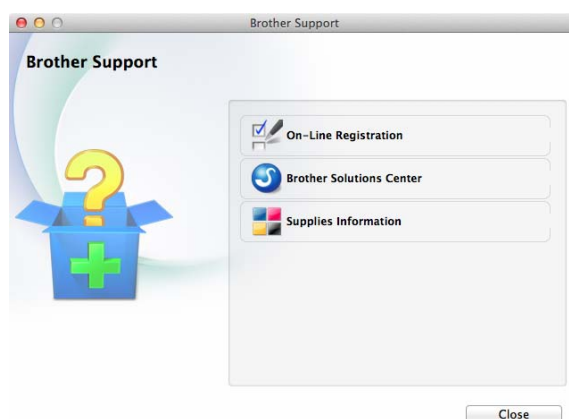 Brother Support
Brother Support
On-Line Registration
Brother Solutions Center
Supplies Information
Close